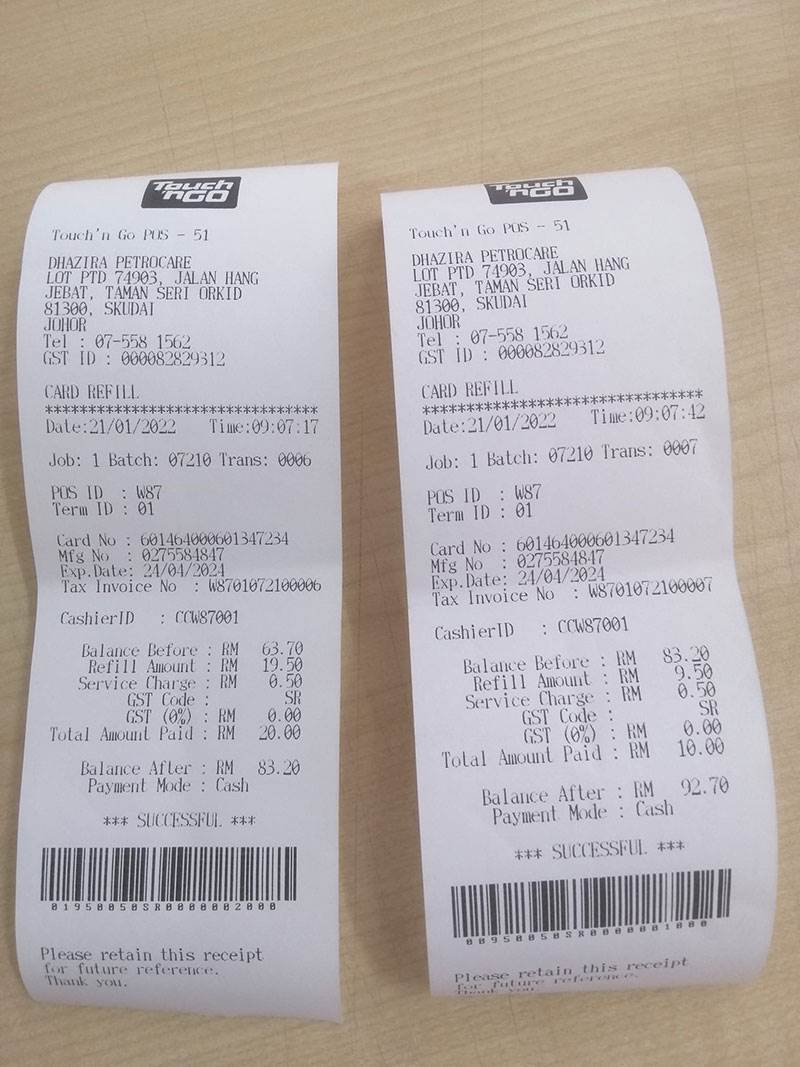 Touch 'nGO
Touch'n Go POS - 51
DHAZIRA PETROCARE
LOT PTD 74903, JALAN HANG
JEBAT, TAMAN SERI ORKID
81300, SKUDAI
JOHOR
Tel : 07-558 1562
GST ID : 000082829312
CARD REFILL
********************************
Date:21/01/2022 Time:09:07:17
Job: 1 Batch: 07210 Trans: 0006
POS ID : W87
Term ID : 01
Card No : 601464000601347234
Mfg No : 0275584847
Exp.Date: 24/04/2024
Tax Invoice No : W8701072100006
CashierID : CCW87001
Balance Before : RM 63.70
Refill Amount : RM 19.50
Service Charge : RM 0.50
GST Code : SR
GST (0%) : RM 0.00
Total Amount Paid : RM 20.00
Balance After : RM 83.20
Payment Mode : Cash
*** SUCCESSFUL ***
01950050SR0000002000
Please retain this receipt
for future reference.
Thank you.
Touch 'nGO
Touch'n Go POS - 51
DHAZIRA PETROCARE
LOT PTD 74903, JALAN HANG
JEBAT, TAMAN SERI ORKID
81300, SKUDAI
JOHOR
Tel : 07-558 1562
GST ID : 000082829312
CARD REFILL
********************************
Date:21/01/2022 Time:09:07:42
Job: 1 Batch: 07210 Trans: 0007
POS ID : W87
Term ID : 01
Card No : 601464000601347234
Mfg No : 0275584847
Exp.Date: 24/04/2024
Tax Invoice No : W8701072100007
CashierID : CCW87001
Balance Before : RM 83.20
Refill Amount : RM 9.50
Service Charge : RM 0.50
GST Code : SR
GST (0%) : RM 0.00
Total Amount Paid : RM 10.00
Balance After : RM 92.70
Payment Mode : Cash
*** SUCCESSFUL ***
00950050SR0000001000
Please retain this receipt
for future reference.
Thank you.